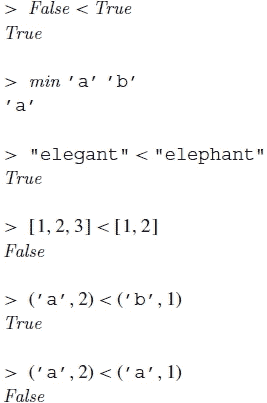 > False < True
True
> min 'a' 'b'
'a'
> "elegant" < "elephant"
True
> [1, 2, 3] < [1, 2]
False
> ('a', 2) < ('b', 1)
True
> ('a', 2) < ('a', 1)
False